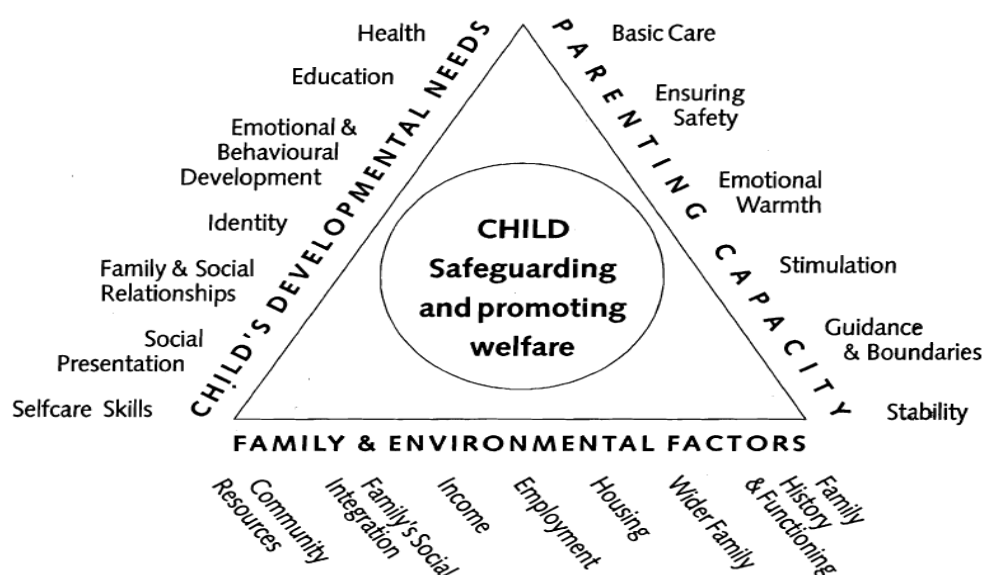 CHILD'S DEVELOPMENTAL NEEDS
Health
Education
Emotional &
Behavioural
Development
Identity
Family & Social
Relationships
Social
Presentation
Selfcare Skills
PARENTING CAPACITY
Basic Care
Ensuring
Safety
Emotional
Warmth
Stimulation
Guidance
& Boundaries
Stability
CHILD
Safeguarding
and promoting
welfare
FAMILY & ENVIRONMENTAL FACTORS
Community
Resources
Family's Social
Integration
Income
Employment
Housing
Wider Family
Family
History
& Functioning